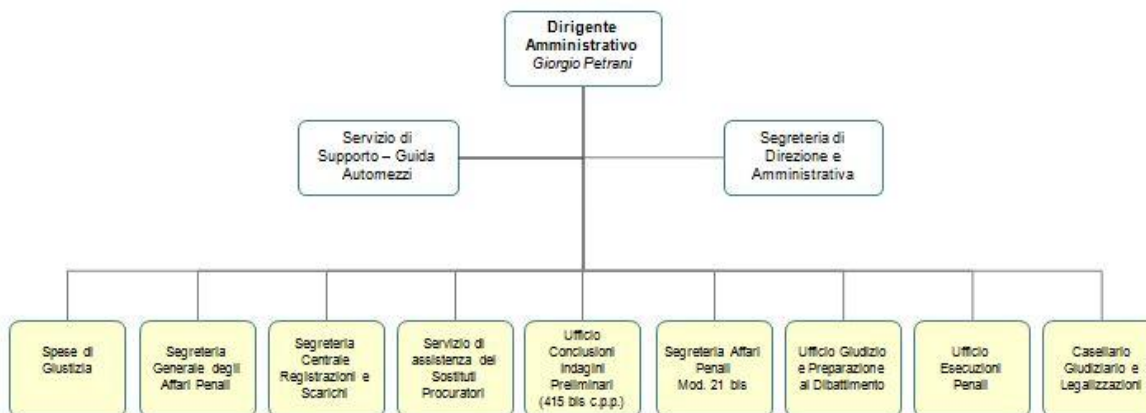 Dirigente
Amministrativo
Giorgio Petrani
Servizio di
Supporto – Guida
Automezzi
Segreteria di
Direzione e
Amministrativa
Spese di
Giustizia
Segreteria
Generale degli
Affari Penali
Segreteria
Centrale
Registrazioni e
Scarichi
Servizio di
assistenza dei
Sostituti
Procuratori
Ufficio
Conclusioni
Indagini
Preliminari
(415 bis c.p.p.)
Segreteria Affari
Penali
Mod. 21 bis
Ufficio Giudizio
e Preparazione
al Dibattimento
Ufficio
Esecuzioni
Penali
Casellario
Giudiziario e
Legalizzazioni